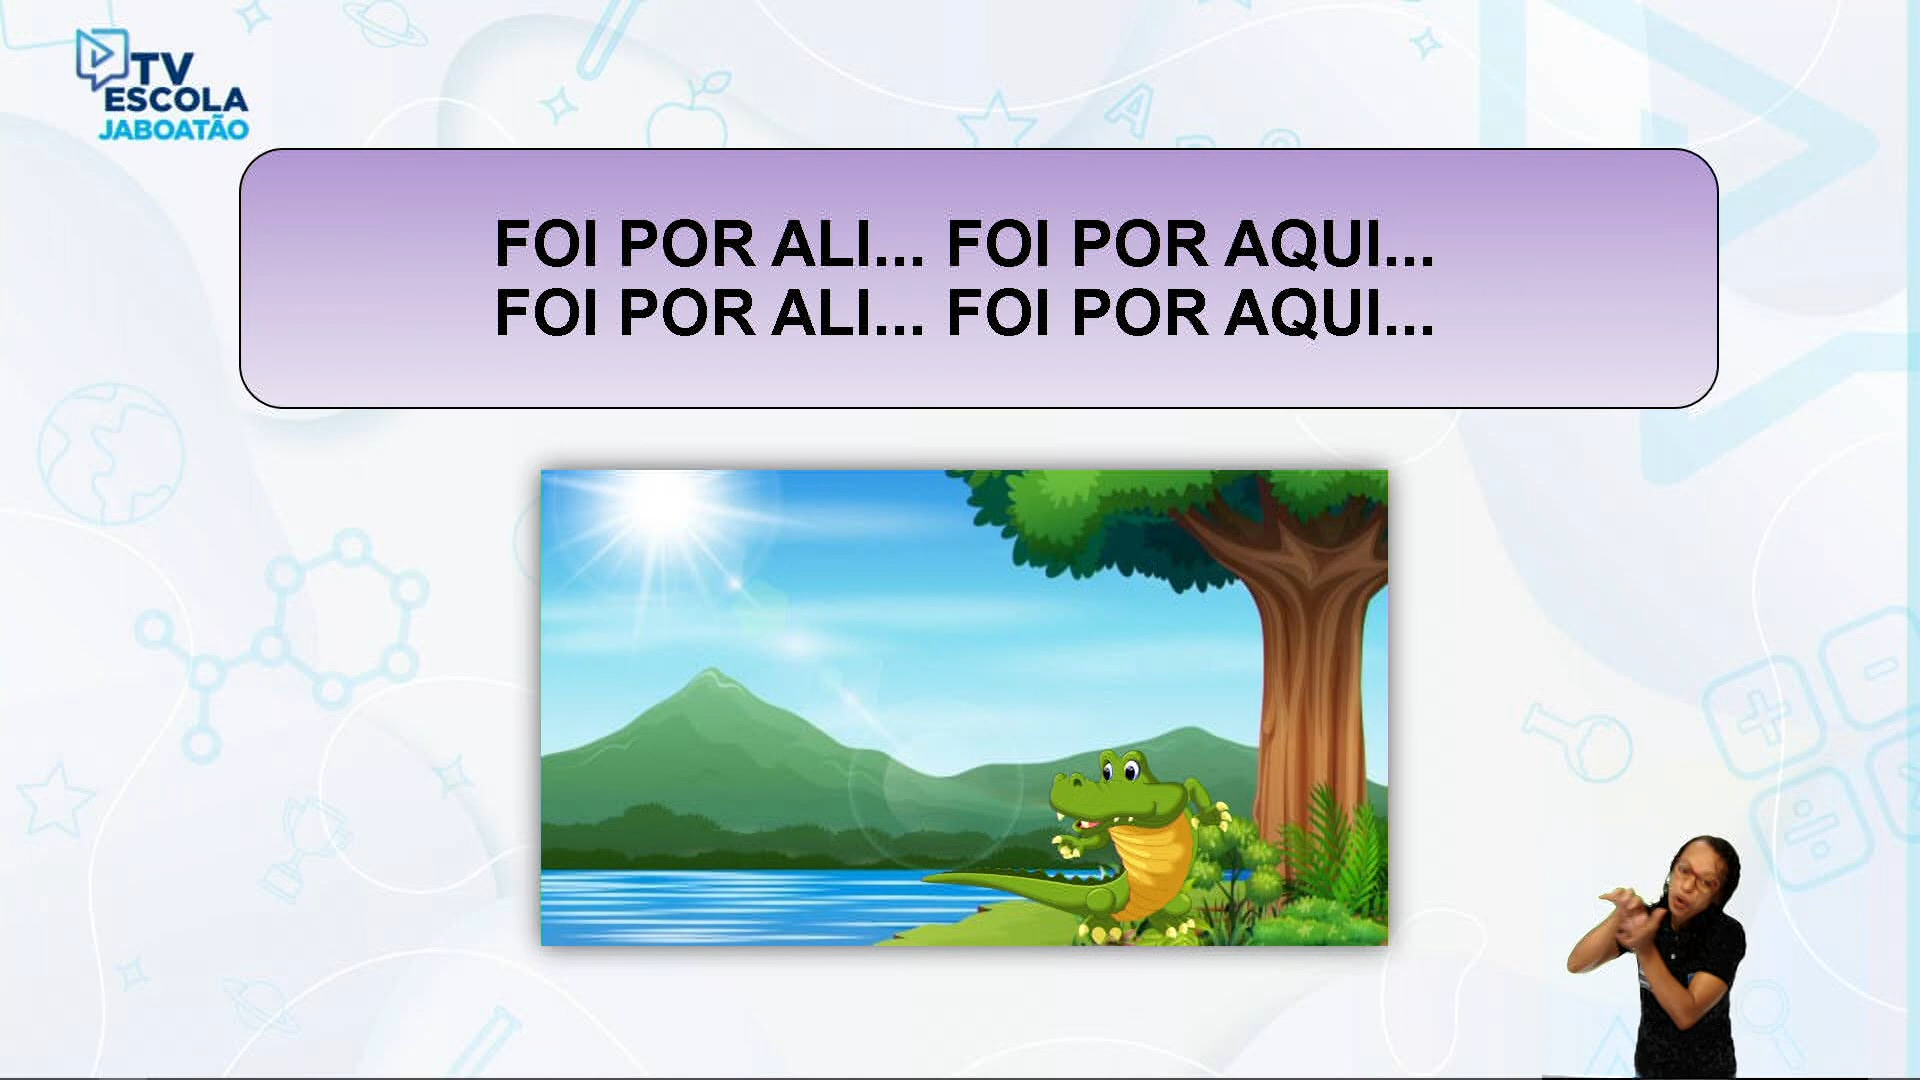 TV
ESCOLA
JABOATÃO
FOI POR ALI... FOI POR AQUI...
FOI POR ALI... FOI POR AQUI...